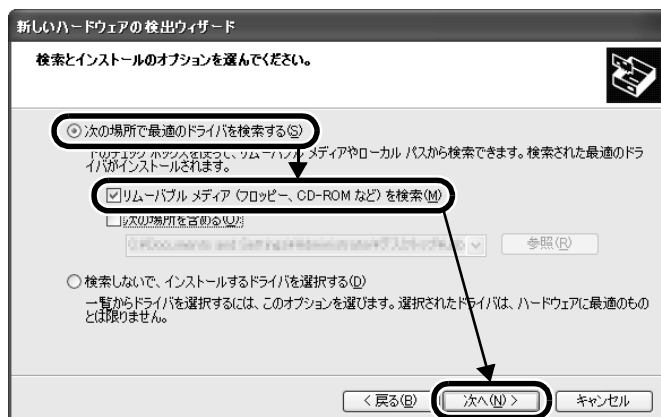 新しいハードウェアの検出ウィザード
検索とインストールのオプションを選んでください。
次の場所で最適のドライバを検索する(S)
下のチェック ボックスを使って、リムーバブル メディアやローカル パスから検索できます。検索された最適のドラ
イバがインストールされます。
リムーバブル メディア (フロッピー、CD-ROM など) を検索(M)
次の場所を含める(O):
参照(R)
検索しないで、インストールするドライバを選択する(D)
一覧からドライバを選択するには、このオプションを選びます。選択されたドライバは、ハードウェアに最適のもの
とは限りません。
< 戻る(B)
次へ(N) >
キャンセル